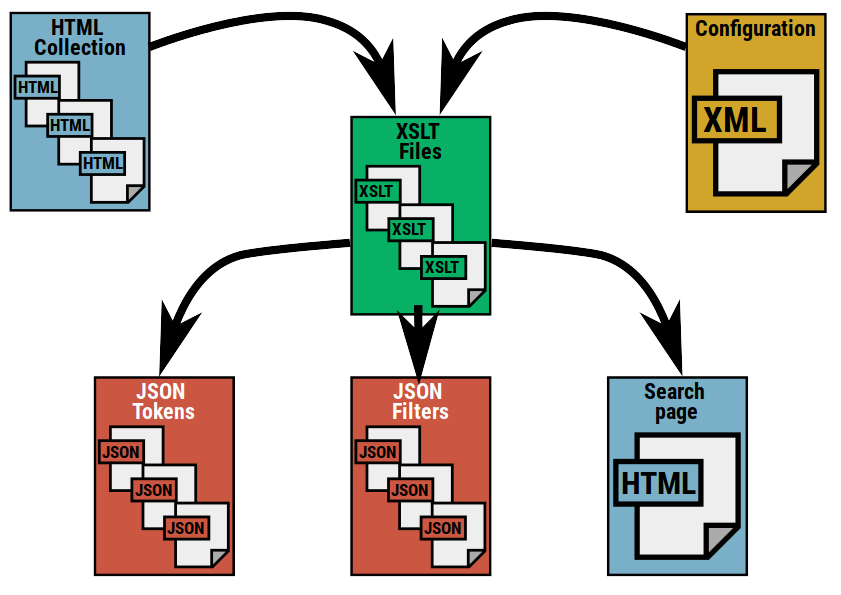 HTML
Collection
HTML
HTML
HTML
Configuration
XML
XSLT
Files
XSLT
XSLT
XSLT
JSON
Tokens
JSON
JSON
JSON
JSON
Filters
JSON
JSON
JSON
Search
page
HTML